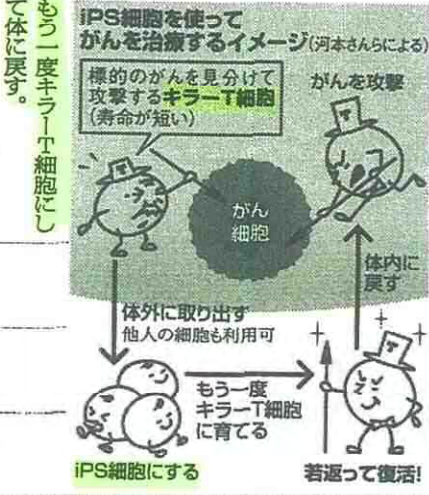 もう一度キラーT細胞にし
て体に戻す。
iPS細胞を使って
がんを治療するイメージ(河本さんらによる)
標的のがんを見分けて
攻撃するキラーT細胞
(寿命が短い)
がんを攻撃
がん
細胞
体内に
戻す
体外に取り出す
他人の細胞も利用可
もう一度
キラーT細胞
に育てる
iPS細胞にする
若返って復活!